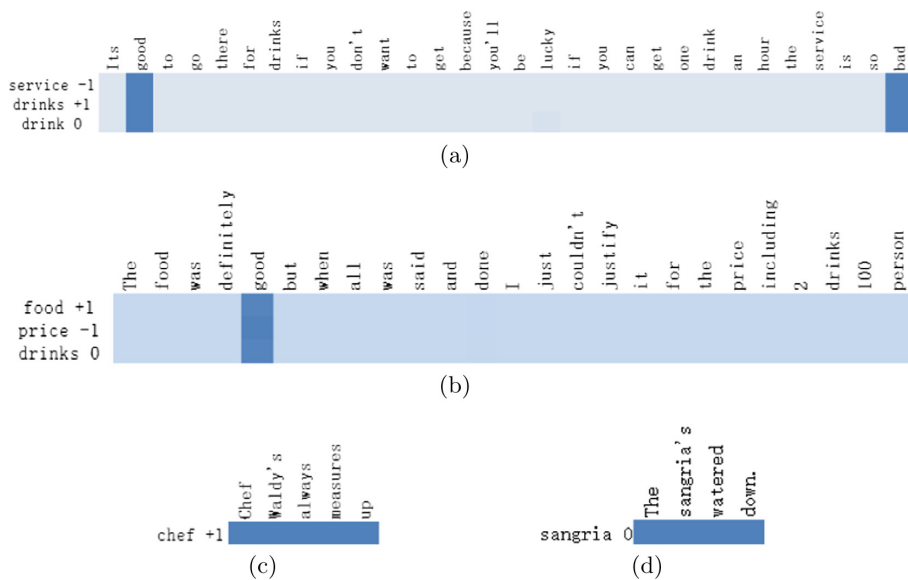 Its good to go there for drinks if you don't want to get because you'll be lucky if you can get one drink an hour the service is so bad
service -1
drinks +1
drink 0
(a)
The food was definitely good but when all was said and done I just couldn't justify it for the price including 2 drinks 100 person
food +1
price -1
drinks 0
(b)
Chef Waldy's always measures up
chef +1
(c)
The sangria's watered down.
sangria 0
(d)